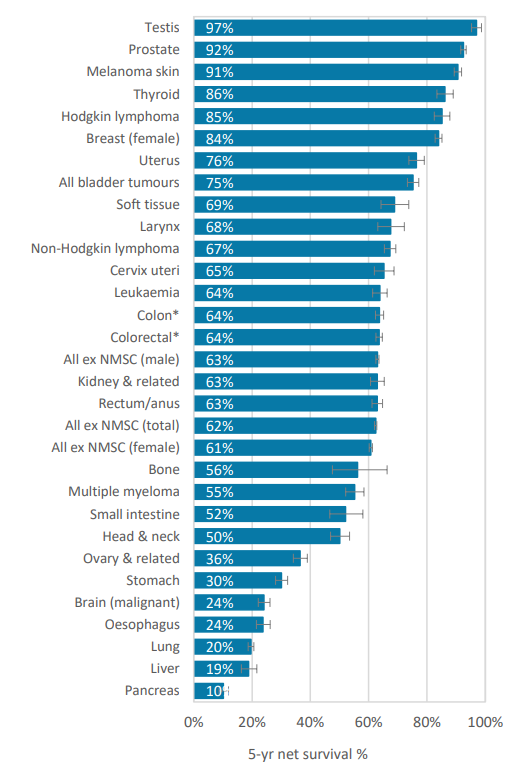 Testis 97%
Prostate 92%
Melanoma skin 91%
Thyroid 86%
Hodgkin lymphoma 85%
Breast (female) 84%
Uterus 76%
All bladder tumours 75%
Soft tissue 69%
Larynx 68%
Non-Hodgkin lymphoma 67%
Cervix uteri 65%
Leukaemia 64%
Colon* 64%
Colorectal* 64%
All ex NMSC (male) 63%
Kidney & related 63%
Rectum/anus 63%
All ex NMSC (total) 62%
All ex NMSC (female) 61%
Bone 56%
Multiple myeloma 55%
Small intestine 52%
Head & neck 50%
Ovary & related 36%
Stomach 30%
Brain (malignant) 24%
Oesophagus 24%
Lung 20%
Liver 19%
Pancreas 10
0% 20% 40% 60% 80% 100%
5-yr net survival %